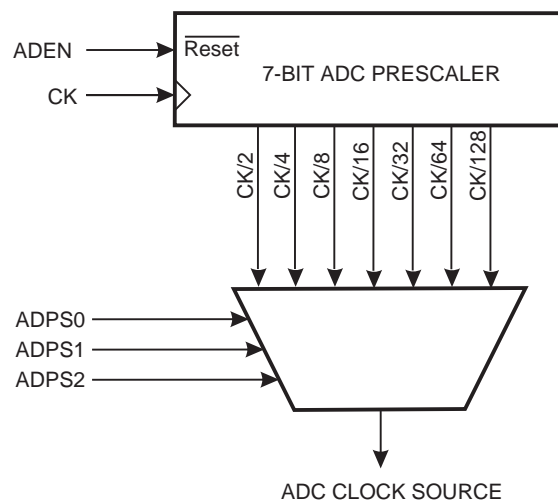 ADEN
Reset
7-BIT ADC PRESCALER
CK
CK/2
CK/4
CK/8
CK/16
CK/32
CK/64
CK/128
ADPS0
ADPS1
ADPS2
ADC CLOCK SOURCE